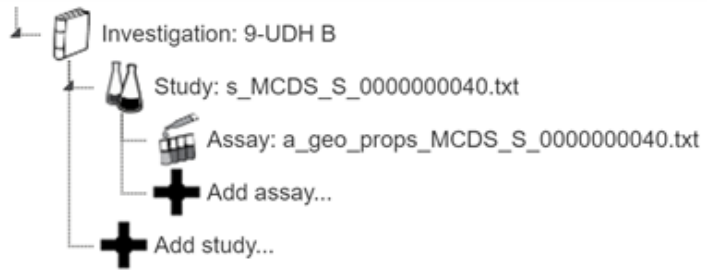 Investigation: 9-UDH B
Study: s_MCDS_S_0000000040.txt
Assay: a_geo_props_MCDS_S_0000000040.txt
Add assay...
Add study...